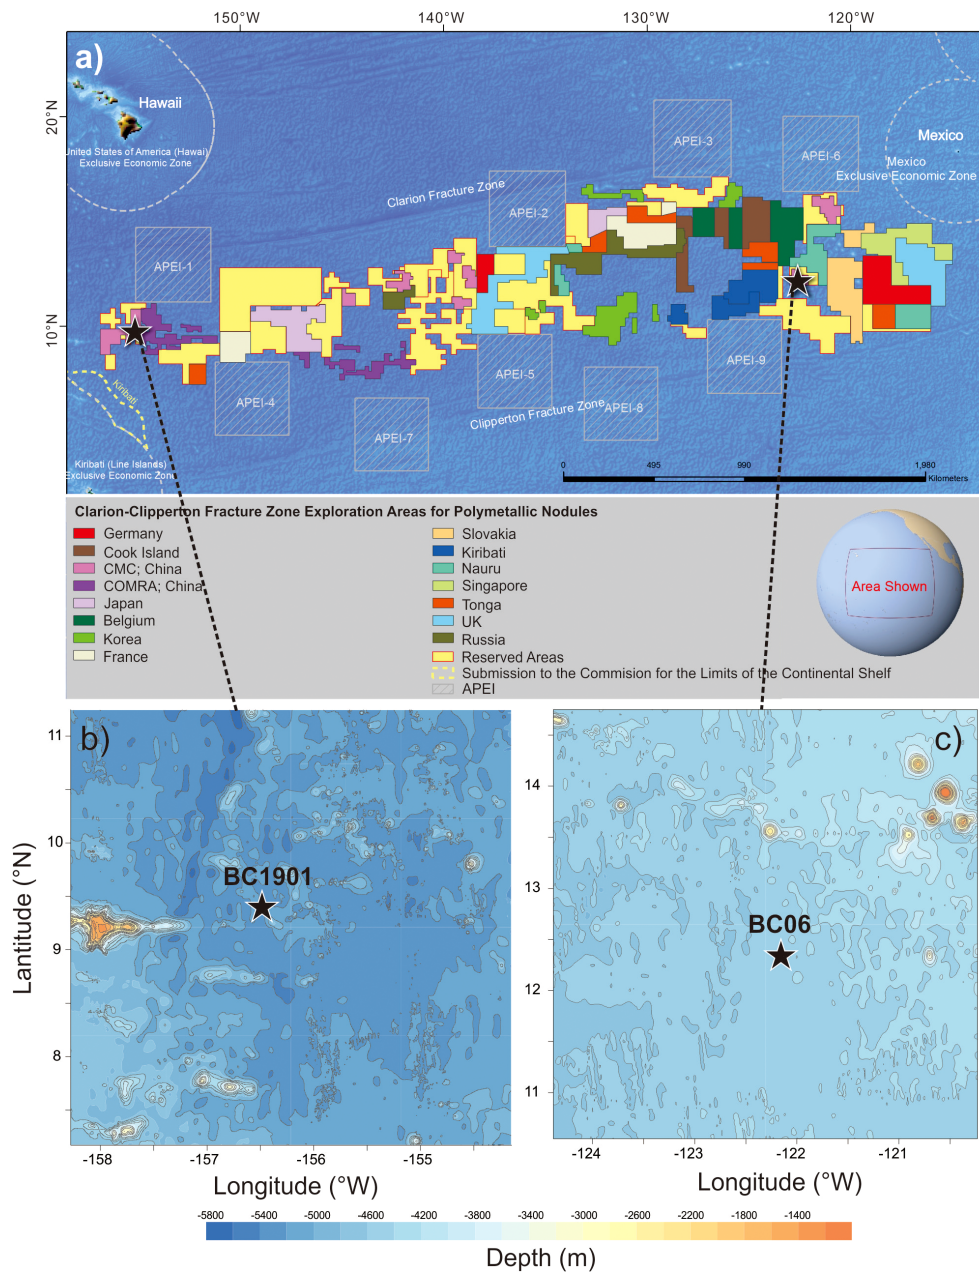 150°W 140°W 130°W 120°W
a)
20°N
10°N
Hawaii
United States of America (Hawai)
Exclusive Economic Zone
Mexico
Mexico
Exclusive Economic Zone
APEI-3
APEI-6
Clarion Fracture Zone
APEI-2
APEI-1
APEI-9
APEI-5
APEI-4
APEI-8
Clipperton Fracture Zone
APEI-7
Kiribati
Kiribati (Line Islands)
Exclusive Economic Zone
0 495 990 1,980
Kilometers
Clarion-Clipperton Fracture Zone Exploration Areas for Polymetallic Nodules
Germany
Cook Island
CMC; China
COMRA; China
Japan
Belgium
Korea
France
Slovakia
Kiribati
Nauru
Singapore
Tonga
UK
Russia
Reserved Areas
Submission to the Commision for the Limits of the Continental Shelf
APEI
Area Shown
b)
11
10
9
8
BC1901
Lantitude (°N)
-158 -157 -156 -155
Longitude (°W)
c)
14
13
12
11
BC06
-124 -123 -122 -121
Longitude (°W)
-5800 -5400 -5000 -4600 -4200 -3800 -3400 -3000 -2600 -2200 -1800 -1400
Depth (m)